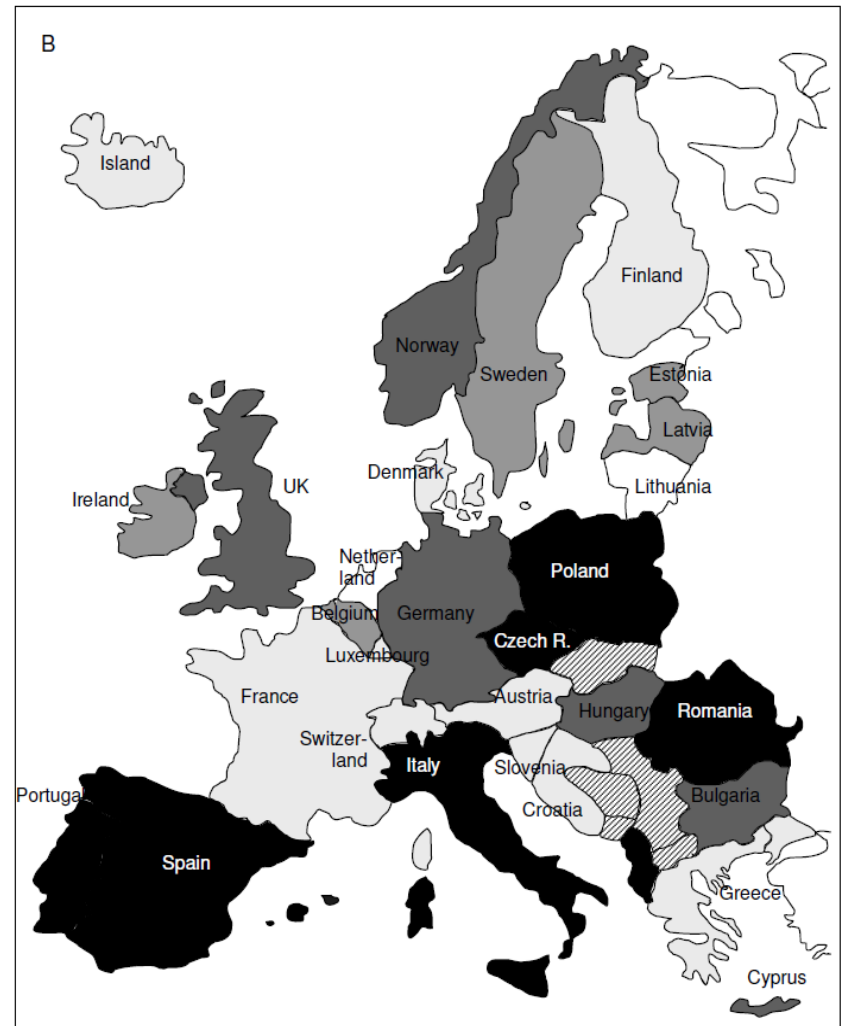 B
Island
Finland
Norway
Sweden
Estónia
Latvia
Denmark
Lithuania
UK
Ireland
Nether-
land
Poland
Belgium
Germany
Czech R.
Luxembourg
France
Austria
Hungary
Romania
Switzer-
land
Italy
Slovenia
Portuga
Bulgaria
Croatia
Spain
Greece
Cyprus